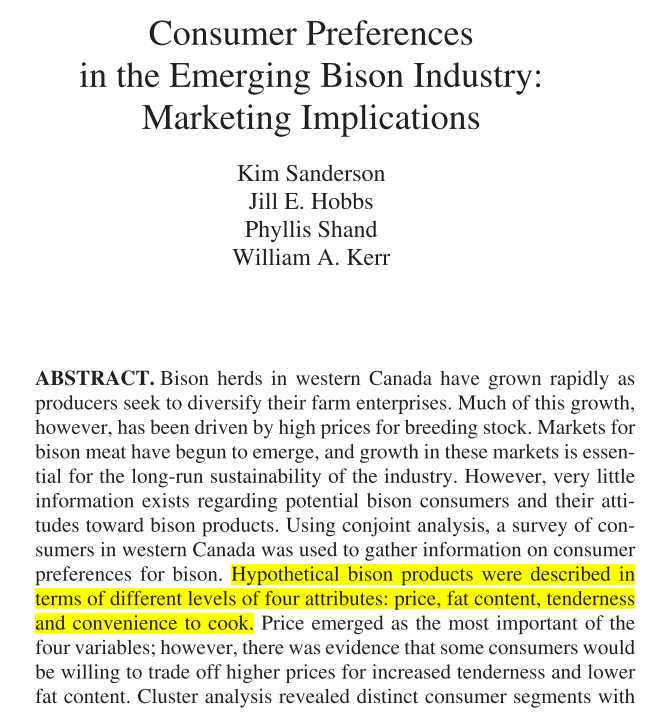 Consumer Preferences
in the Emerging Bison Industry:
Marketing Implications
Kim Sanderson
Jill E. Hobbs
Phyllis Shand
William A. Kerr
ABSTRACT. Bison herds in western Canada have grown rapidly as
producers seek to diversify their farm enterprises. Much of this growth,
however, has been driven by high prices for breeding stock. Markets for
bison meat have begun to emerge, and growth in these markets is essen-
tial for the long-run sustainability of the industry. However, very little
information exists regarding potential bison consumers and their atti-
tudes toward bison products. Using conjoint analysis, a survey of con-
sumers in western Canada was used to gather information on consumer
preferences for bison. Hypothetical bison products were described in
terms of different levels of four attributes: price, fat content, tenderness
and convenience to cook. Price emerged as the most important of the
four variables; however, there was evidence that some consumers would
be willing to trade off higher prices for increased tenderness and lower
fat content. Cluster analysis revealed distinct consumer segments with